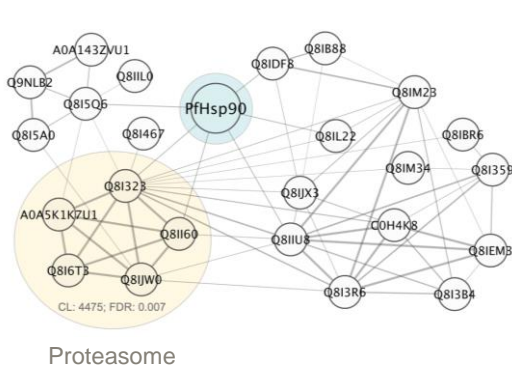 A0A143ZVU1
Q8IB88
Q8IDF8
Q9NLB2
Q8IIL0
Q8I5Q6
PfHsp90
Q8IM23
Q8I5A0
Q8I467
Q8IL22
Q8IBR6
Q8IM34
Q8I359
Q8I323
Q8IJX3
A0A5K1K7U1
Q8II60
Q8IIU8
C0H4K8
Q8IEM3
Q8I6T3
Q8IJW0
Q8I3R6
Q8I3B4
CL: 4475; FDR: 0.007
Proteasome